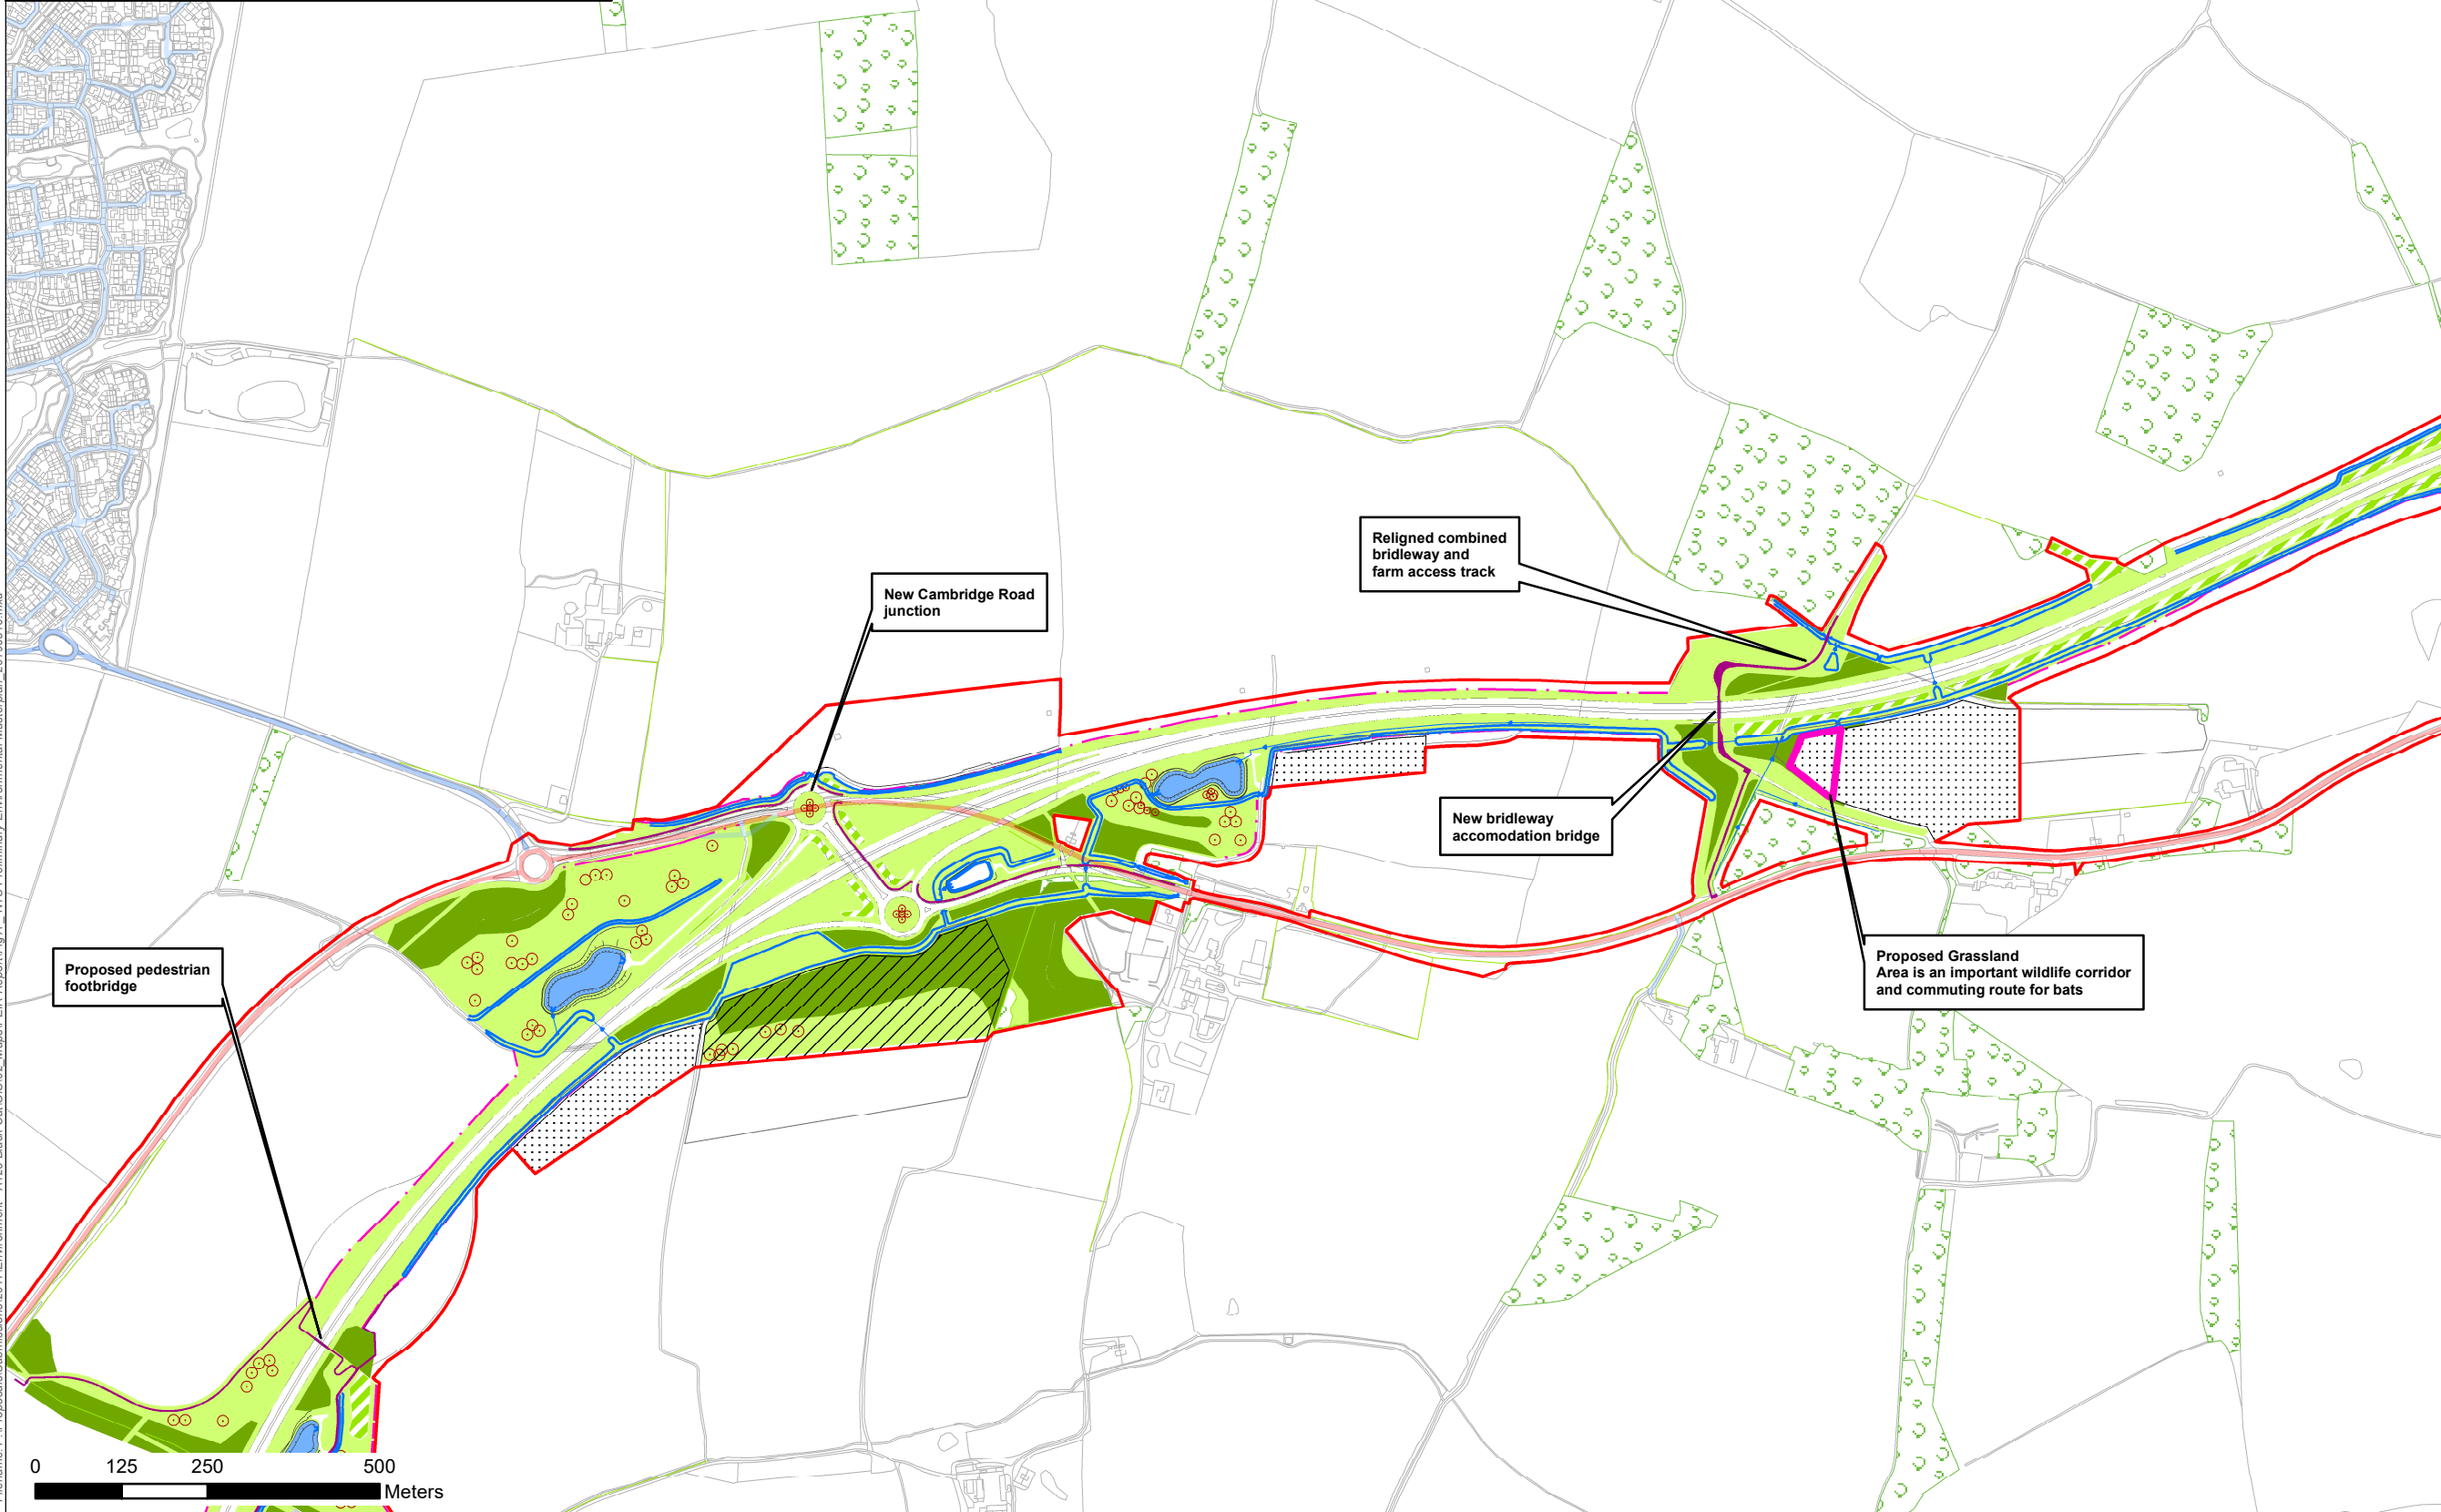 Religned combined
bridleway and
farm access track
New Cambridge Road
junction
New bridleway
accomodation bridge
Proposed pedestrian
footbridge
Proposed Grassland
Area is an important wildlife corridor
and commuting route for bats
0 125 250 500
Meters